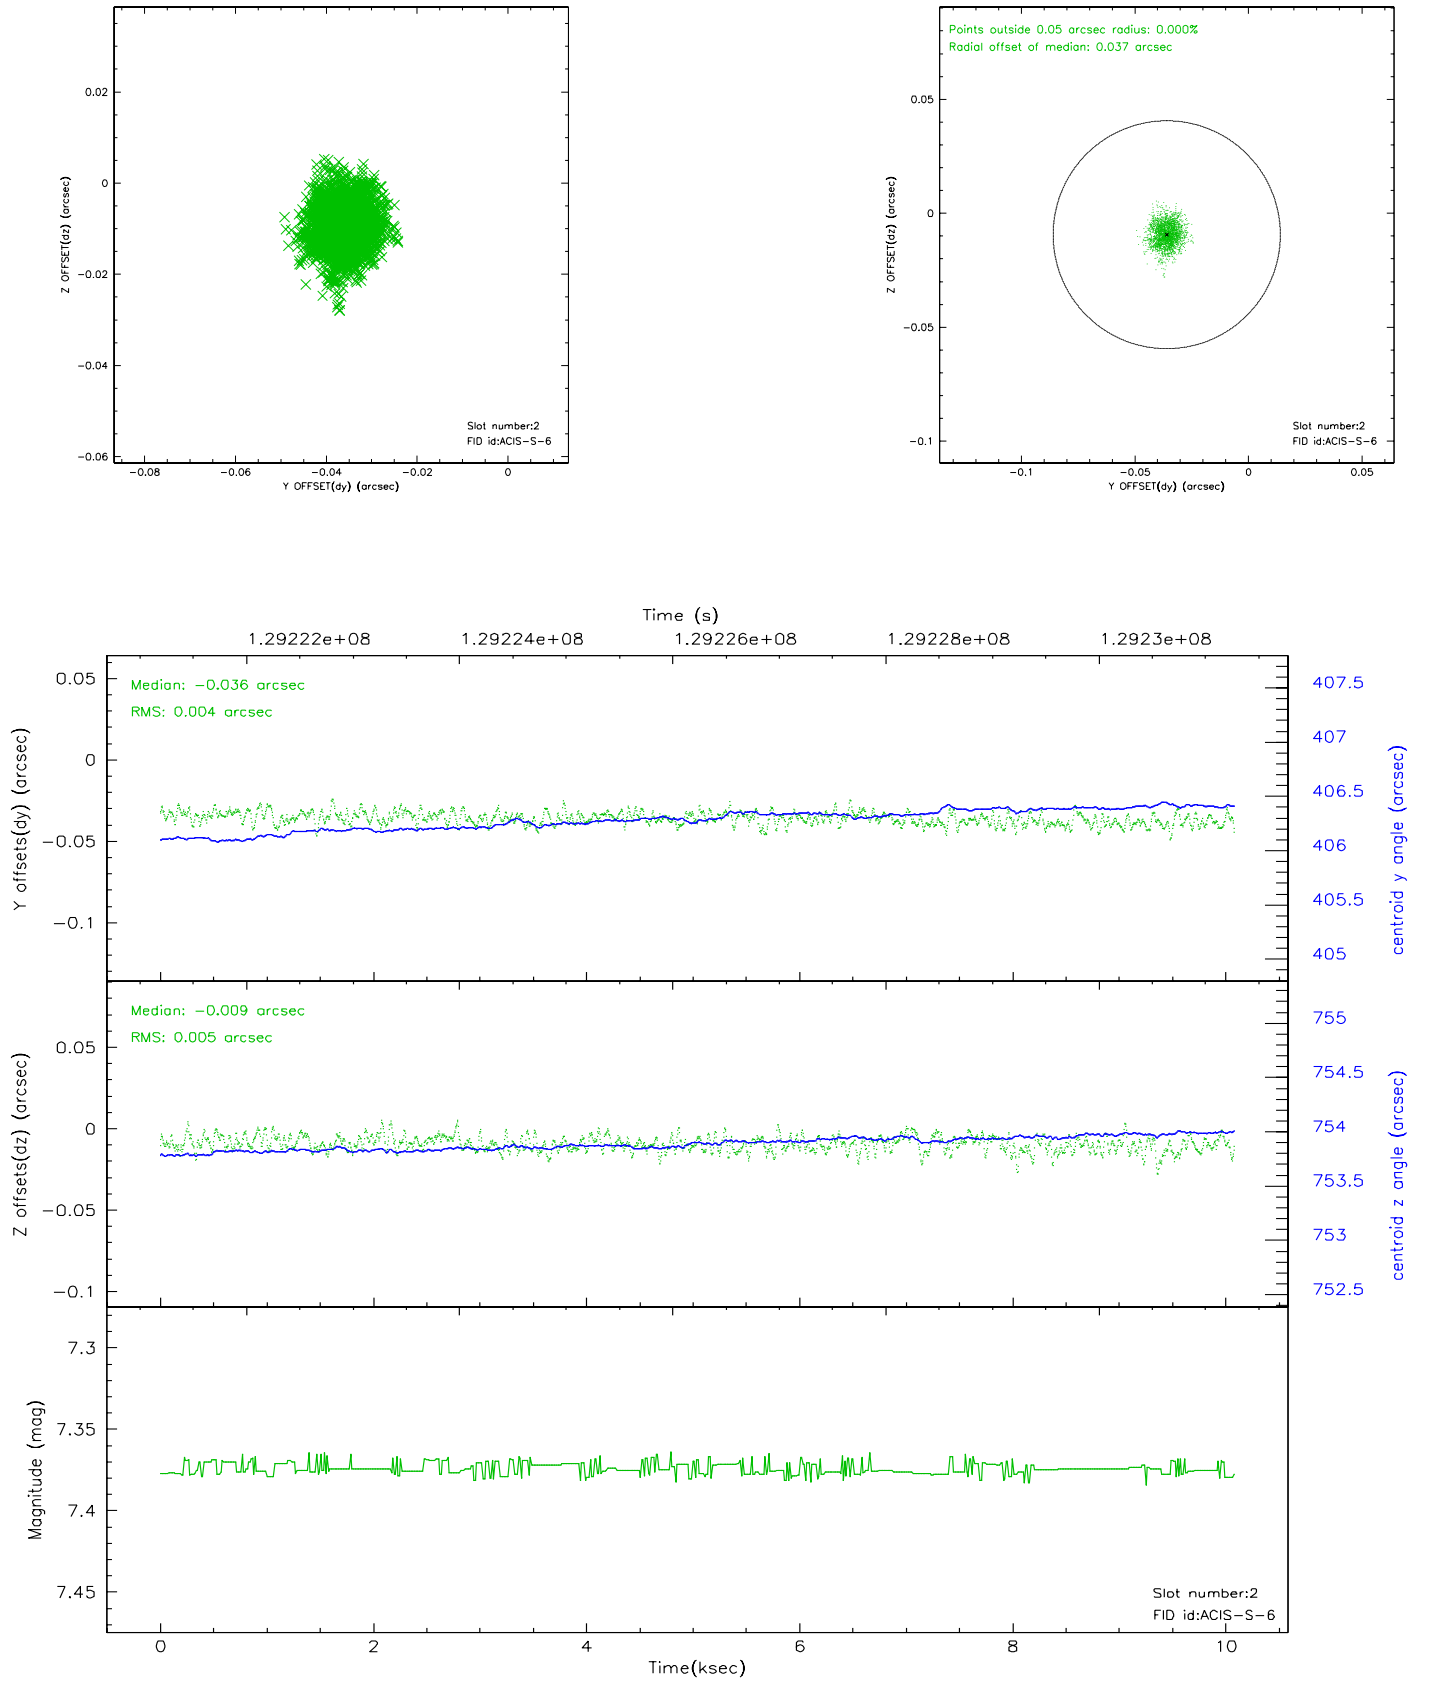 0.02
0
−0.02
−0.04
−0.06
Z OFFSET(dz) (arcsec)
Slot number:2
FID id:ACIS−S−6
−0.08
−0.06
−0.04
−0.02
0
Y OFFSET(dy) (arcsec)
Points outside 0.05 arcsec radius: 0.000%
Radial offset of median: 0.037 arcsec
0.05
0
−0.05
−0.1
Z OFFSET(dz) (arcsec)
Slot number:2
FID id:ACIS−S−6
−0.1
−0.05
0
0.05
Y OFFSET(dy) (arcsec)
Time (s)
1.29222e+08
1.29224e+08
1.29226e+08
1.29228e+08
1.2923e+08
Median: −0.036 arcsec
RMS: 0.004 arcsec
0.05
0
−0.05
−0.1
Y offsets(dy) (arcsec)
407.5
407
406.5
406
405.5
405
centroid y angle (arcsec)
Median: −0.009 arcsec
RMS: 0.005 arcsec
0.05
0
−0.05
−0.1
Z offsets(dz) (arcsec)
755
754.5
754
753.5
753
752.5
centroid z angle (arcsec)
7.3
7.35
7.4
7.45
Magnitude (mag)
Slot number:2
FID id:ACIS−S−6
0
2
4
6
8
10
Time(ksec)